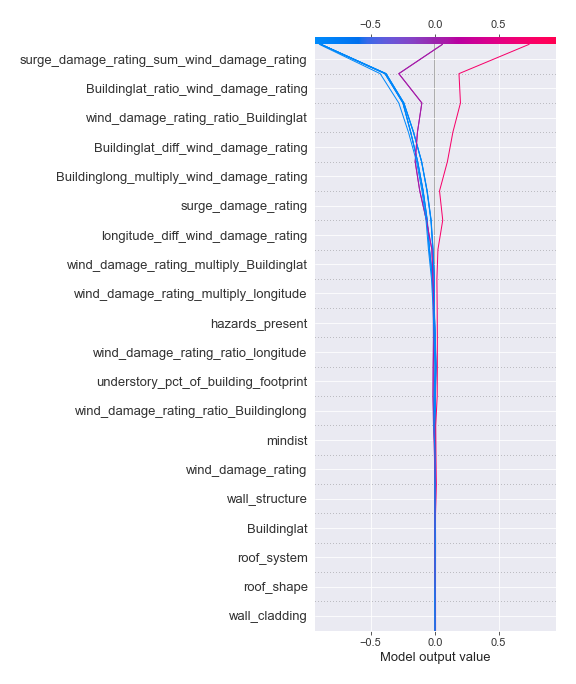 −0.5 0.0 0.5
surge_damage_rating_sum_wind_damage_rating
Buildinglat_ratio_wind_damage_rating
wind_damage_rating_ratio_Buildinglat
Buildinglat_diff_wind_damage_rating
Buildinglong_multiply_wind_damage_rating
surge_damage_rating
longitude_diff_wind_damage_rating
wind_damage_rating_multiply_Buildinglat
wind_damage_rating_multiply_longitude
hazards_present
wind_damage_rating_ratio_longitude
understory_pct_of_building_footprint
wind_damage_rating_ratio_Buildinglong
mindist
wind_damage_rating
wall_structure
Buildinglat
roof_system
roof_shape
wall_cladding
−0.5 0.0 0.5
Model output value